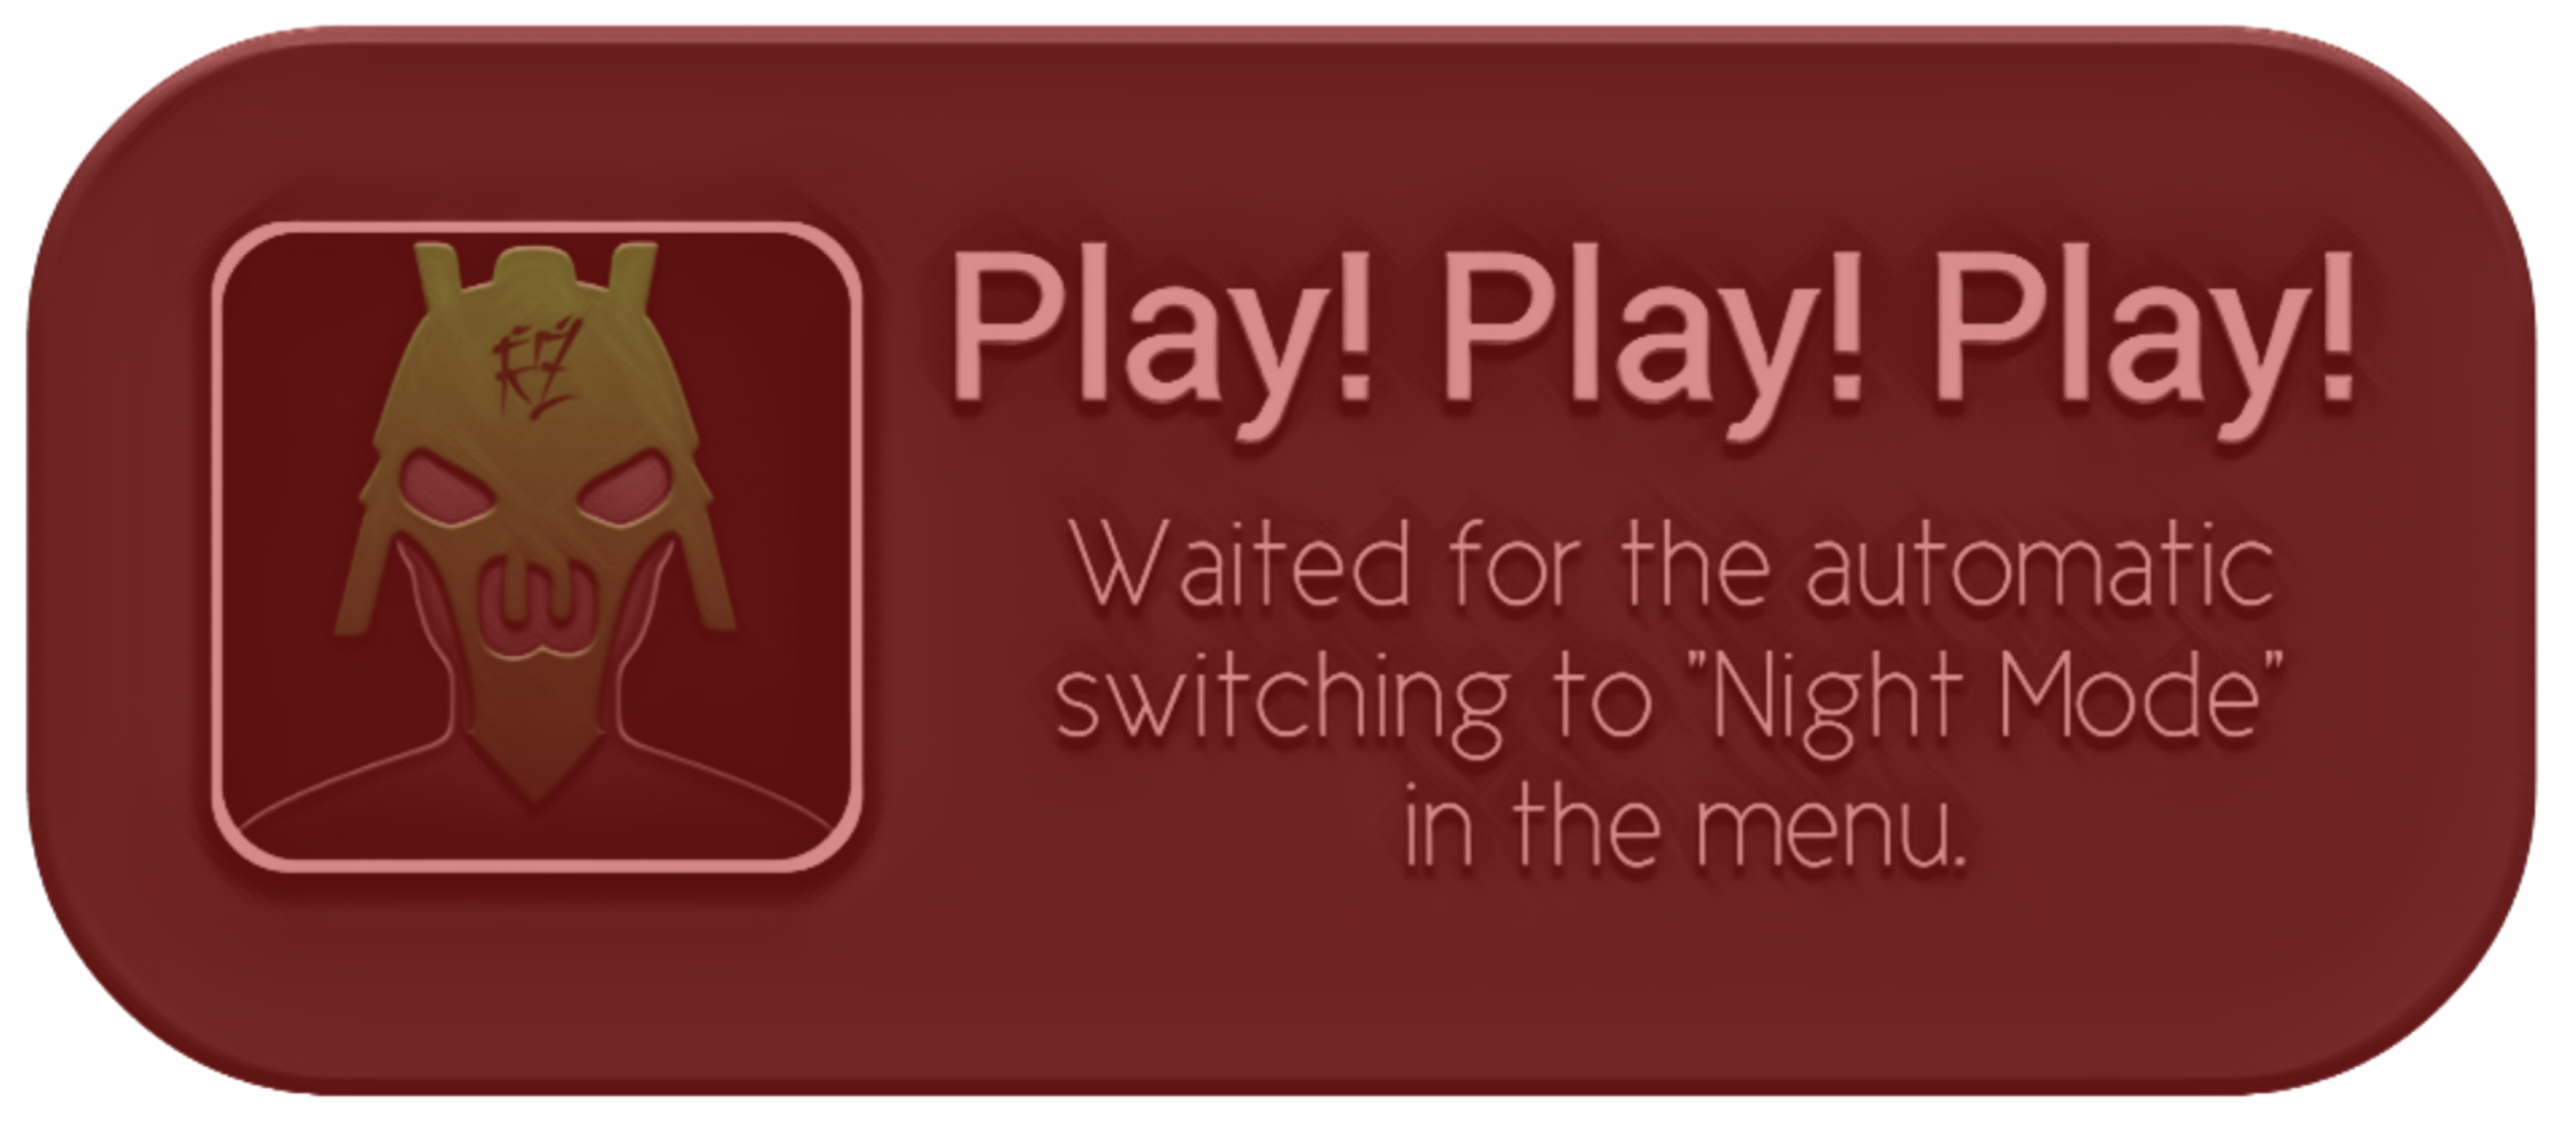 Play! Play! Play!
Waited for the automatic
switching to "Night Mode"
in the menu.